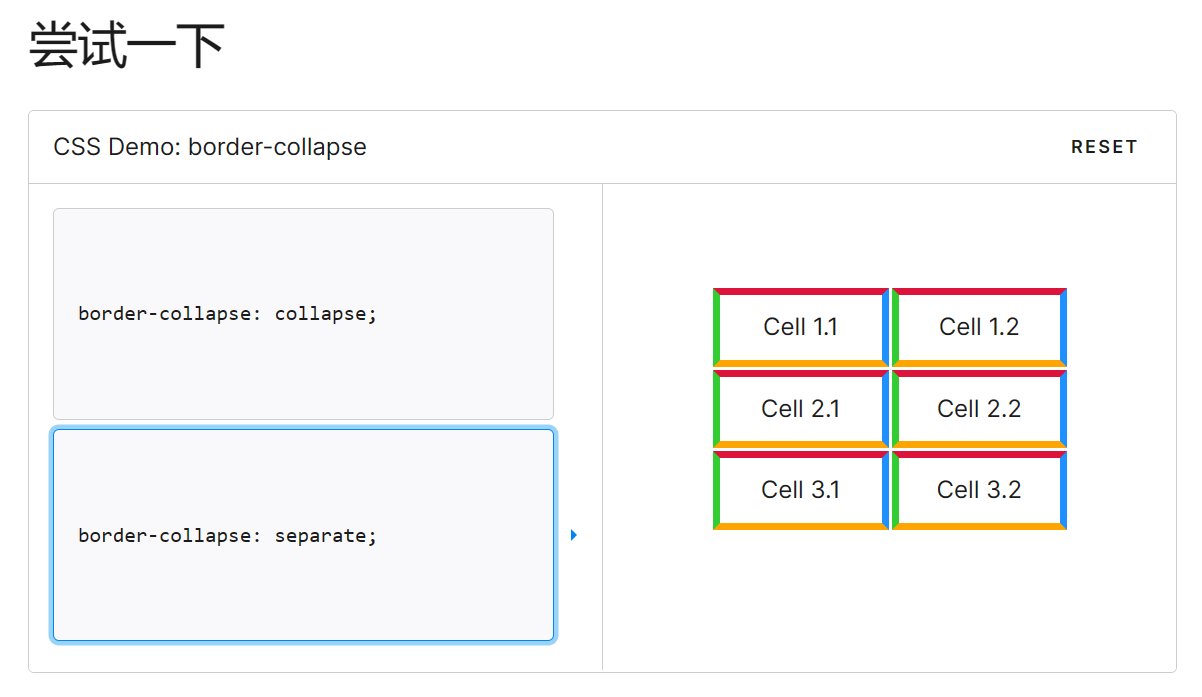 尝试一下
CSS Demo: border-collapse
RESET
border-collapse: collapse;
border-collapse: separate;
Cell 1.1 Cell 1.2
Cell 2.1 Cell 2.2
Cell 3.1 Cell 3.2